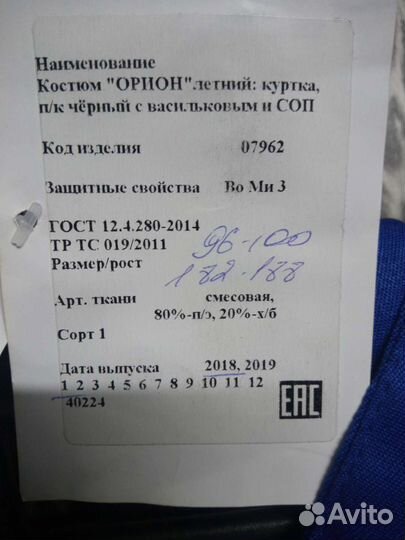 Наименование
Костюм "ОРИОН"летний: куртка,
п/к чёрный с васильковым и СОП
Код изделия 07962
Защитные свойства Во Ми З
ГОСТ 12.4.280-2014
ТР ТС 019/2011 96-100
Размер/рост 182-188
Арт. ткани смесовая,
80%-п/э, 20%-х/б
Сорт 1
Дата выпуска 2018, 2019
1 2 3 4 5 6 7 8 9 10 11 12
40224
EAC
Avito